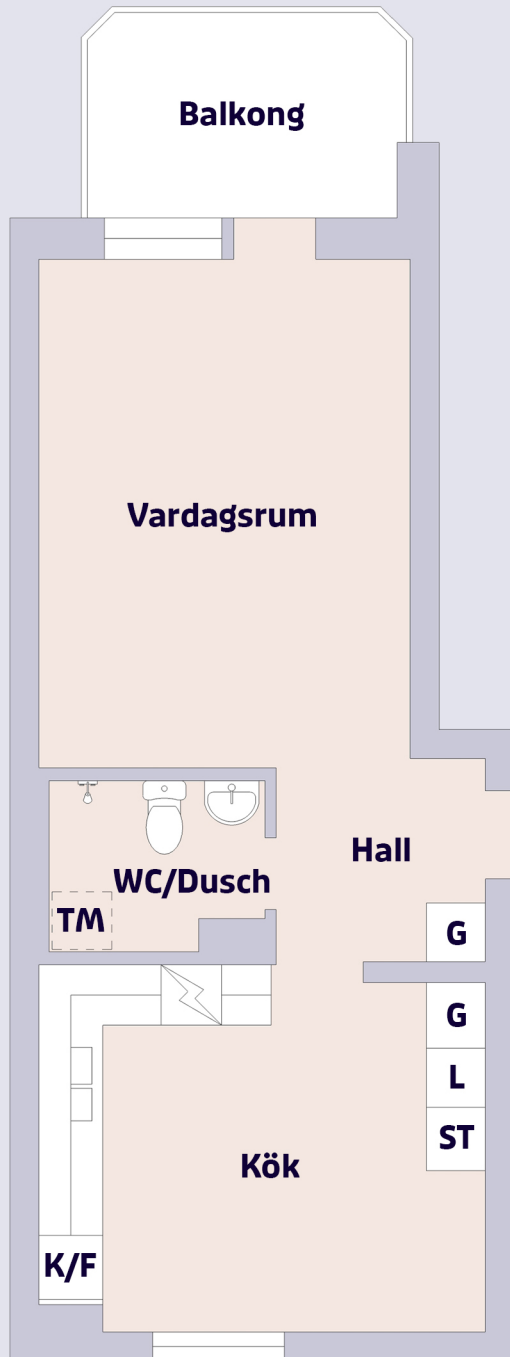 Balkong
Vardagsrum
Hall
WC/Dusch
TM
G
G
L
ST
Kök
K/F